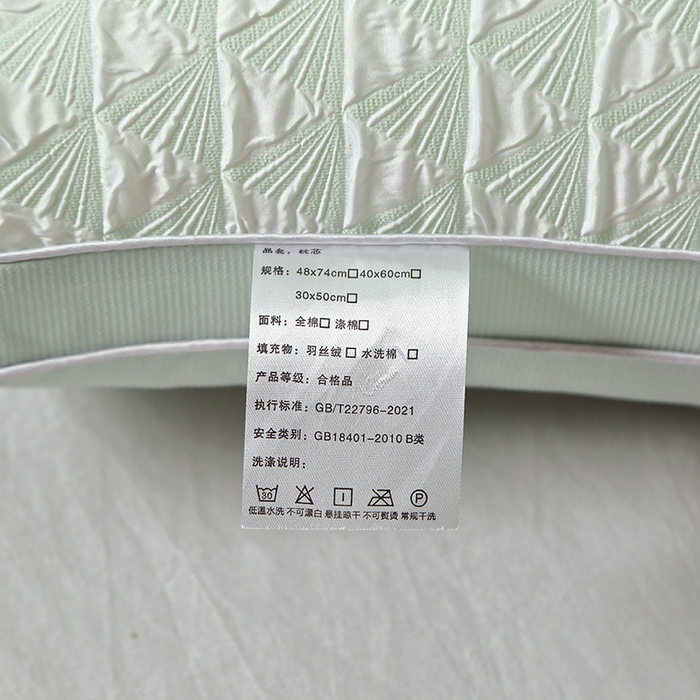 品名：枕芯
规格：48x74cm□40x60cm□
30x50cm□
面料：全棉□ 涤棉□
填充物：羽丝绒□ 水洗棉 □
产品等级：合格品
执行标准：GB/T22796-2021
安全类别：GB18401-2010 B类
洗涤说明：
30 P
低温水洗 不可漂白 悬挂晾干 不可熨烫 常规干洗